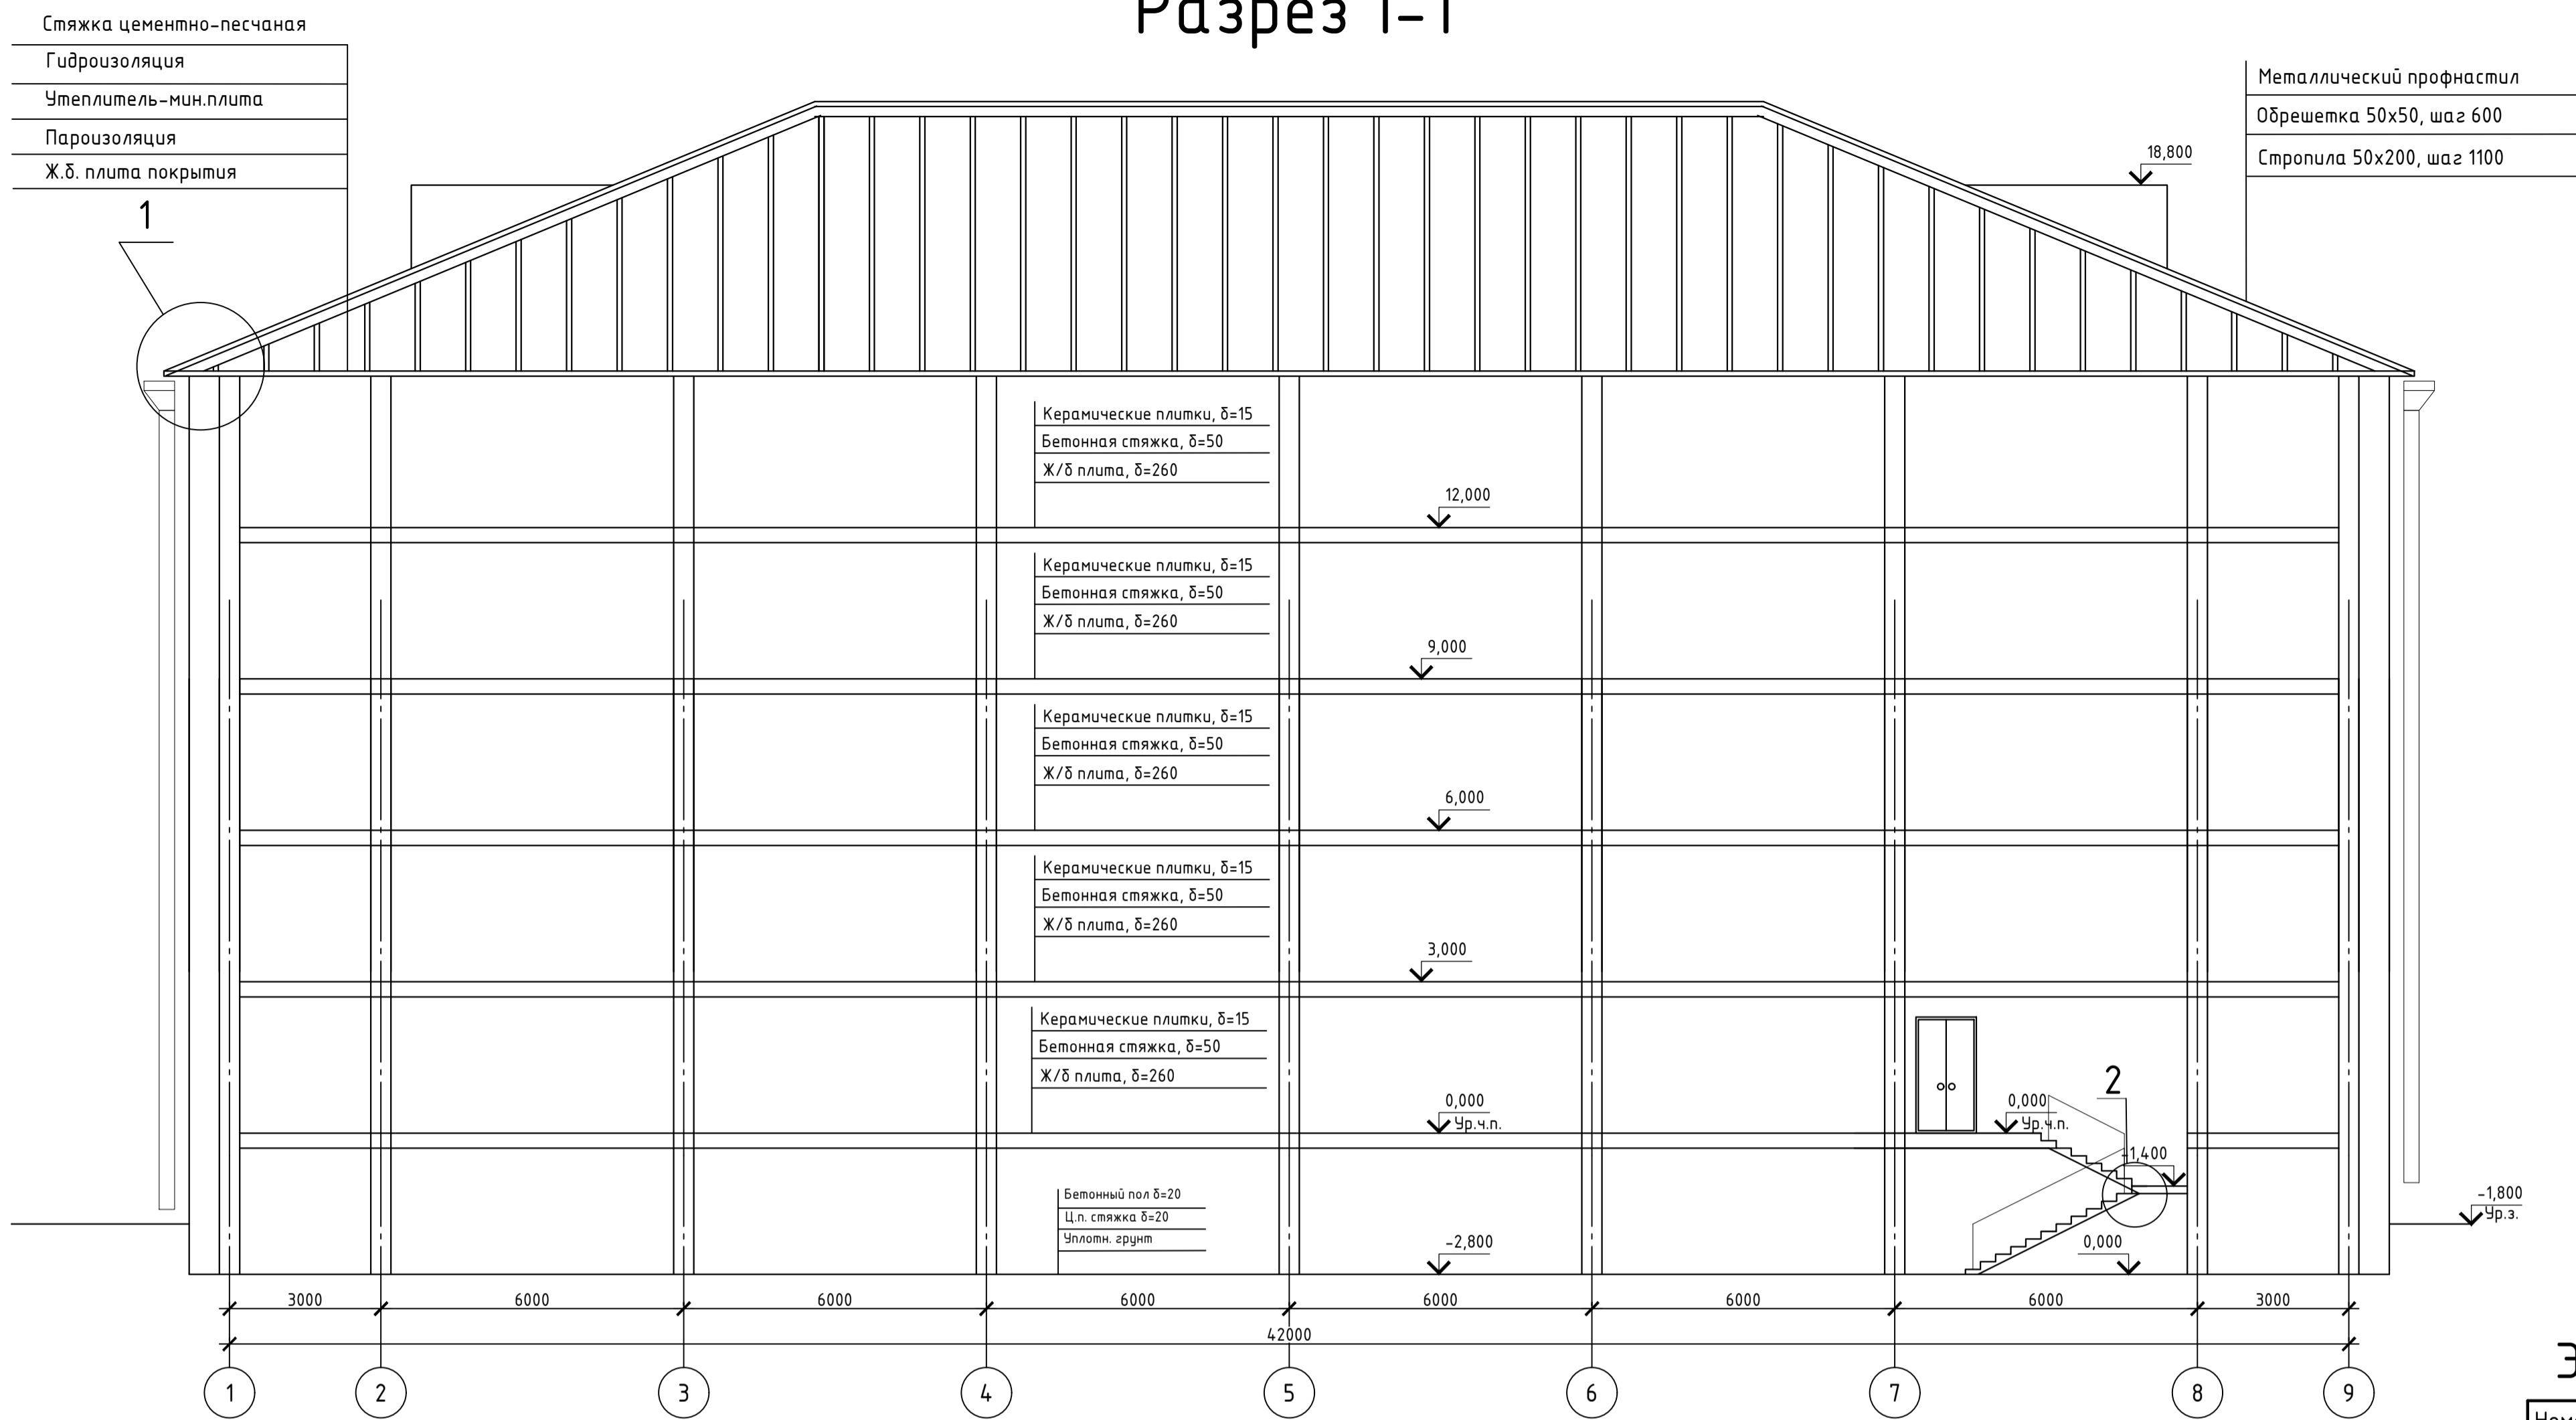 Разрез 1-1
Стяжка цементно-песчаная
Гидроизоляция
Утеплитель-мин.плита
Пароизоляция
Ж.б. плита покрытия
1
Металлический профнастил
Обрешетка 50х50, шаг 600
Стропила 50х200, шаг 1100
18,800
Керамические плитки, δ=15
Бетонная стяжка, δ=50
Ж/б плита, δ=260
12,000
Керамические плитки, δ=15
Бетонная стяжка, δ=50
Ж/б плита, δ=260
9,000
Керамические плитки, δ=15
Бетонная стяжка, δ=50
Ж/б плита, δ=260
6,000
Керамические плитки, δ=15
Бетонная стяжка, δ=50
Ж/б плита, δ=260
3,000
Керамические плитки, δ=15
Бетонная стяжка, δ=50
Ж/б плита, δ=260
0,000
Ур.ч.п.
0,000
Ур.ч.п.
2
-1,400
Бетонный пол δ=20
Ц.п. стяжка δ=20
Уплотн. грунт
-2,800
0,000
-1,800
Ур.з.
3000 6000 6000 6000 6000 6000 6000 3000
42000
1 2 3 4 5 6 7 8 9